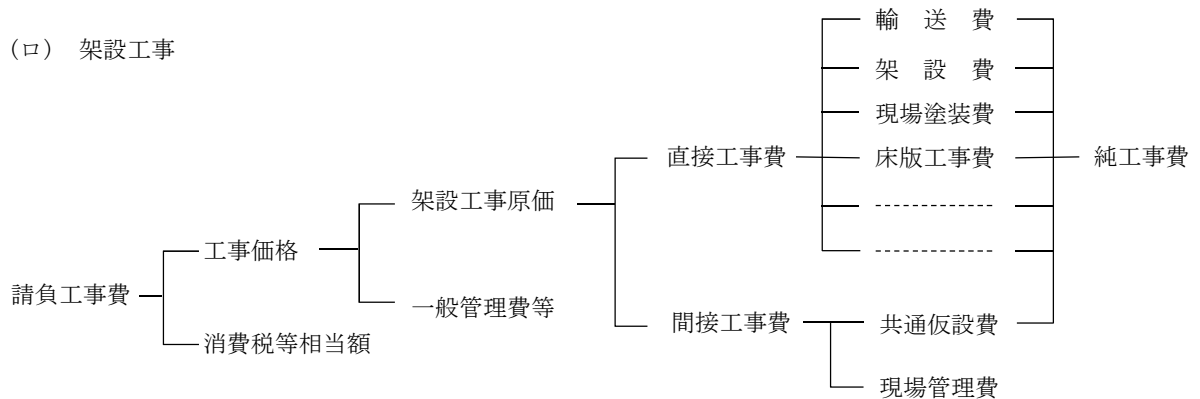 (ロ) 架設工事
輸送費
架設費
現場塗装費
直接工事費
床版工事費
純工事費
架設工事原価
-------------
工事価格
-------------
請負工事費
一般管理費等
間接工事費
共通仮設費
消費税等相当額
現場管理費